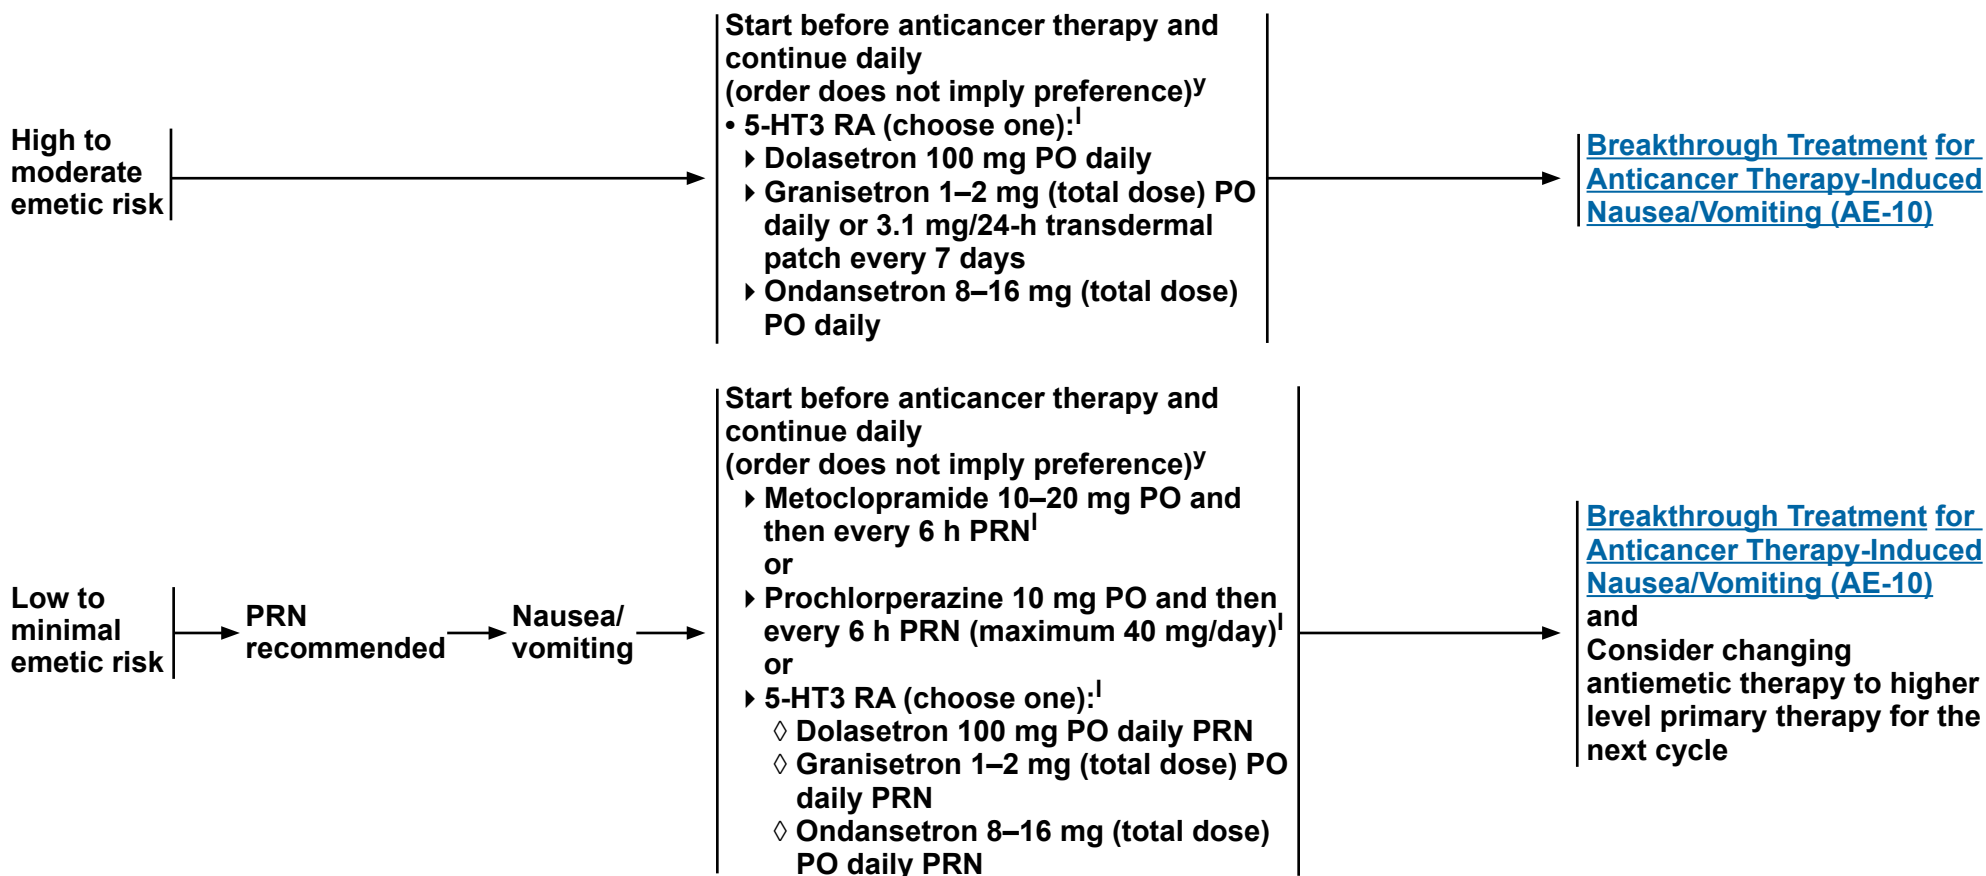 High to
moderate
emetic risk
Start before anticancer therapy and
continue daily
(order does not imply preference)y
• 5-HT3 RA (choose one):l
Dolasetron 100 mg PO daily
Granisetron 1–2 mg (total dose) PO
daily or 3.1 mg/24-h transdermal
patch every 7 days
Ondansetron 8–16 mg (total dose)
PO daily
Breakthrough Treatment for
Anticancer Therapy-Induced
Nausea/Vomiting (AE-10)
Low to
minimal
emetic risk
PRN
recommended
Nausea/
vomiting
Start before anticancer therapy and
continue daily
(order does not imply preference)y
Metoclopramide 10–20 mg PO and
then every 6 h PRNl
or
Prochlorperazine 10 mg PO and then
every 6 h PRN (maximum 40 mg/day)l
or
5-HT3 RA (choose one):l
◊ Dolasetron 100 mg PO daily PRN
◊ Granisetron 1–2 mg (total dose) PO
daily PRN
◊ Ondansetron 8–16 mg (total dose)
PO daily PRN
Breakthrough Treatment for
Anticancer Therapy-Induced
Nausea/Vomiting (AE-10)
and
Consider changing
antiemetic therapy to higher
level primary therapy for the
next cycle